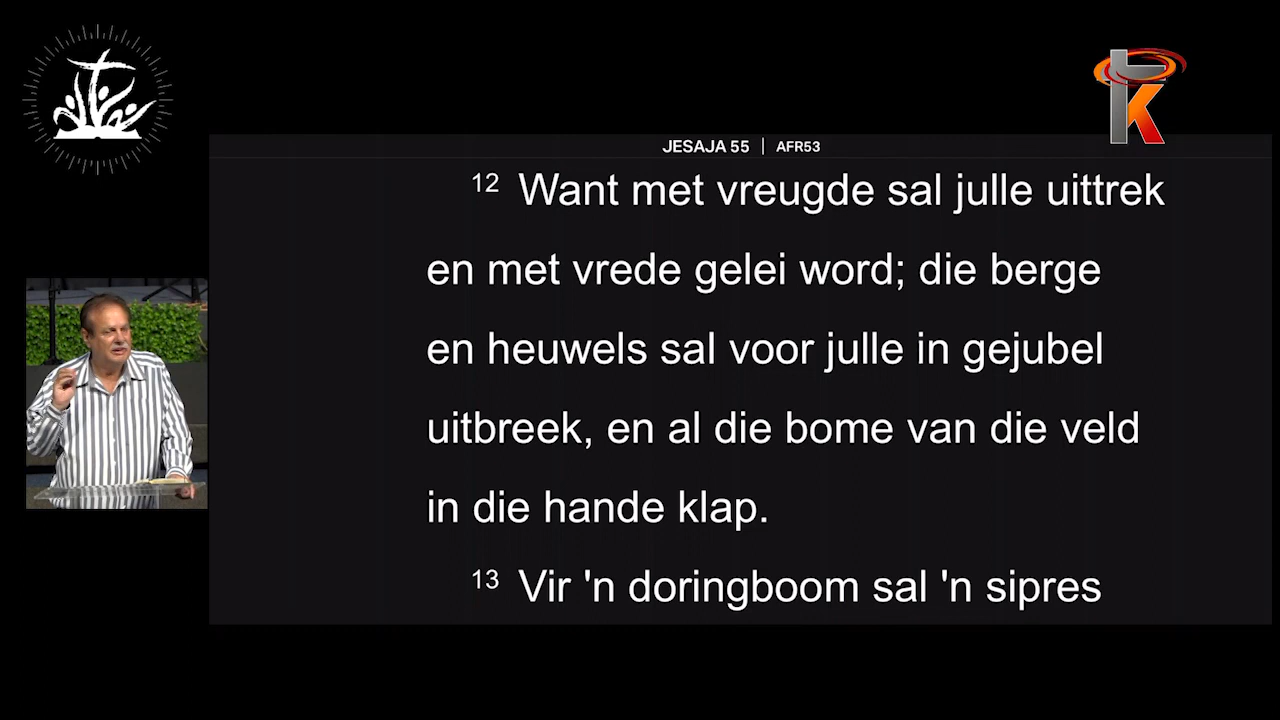 JESAJA 55 | AFR53
12 Want met vreugde sal julle uittrek
en met vrede gelei word; die berge
en heuwels sal voor julle in gejubel
uitbreek, en al die bome van die veld
in die hande klap.
13 Vir 'n doringboom sal 'n sipres